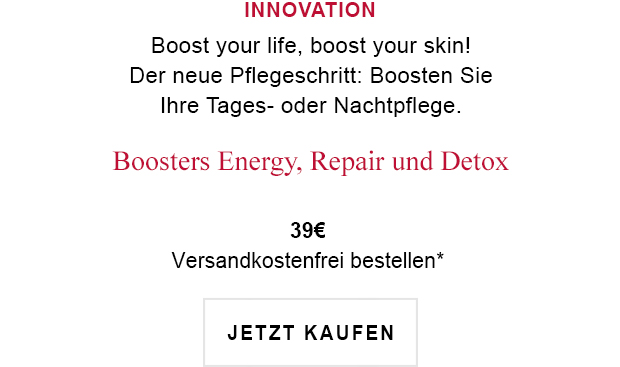 INNOVATION
Boost your life, boost your skin!
Der neue Pflegeschritt: Boosten Sie
Ihre Tages- oder Nachtpflege.
Boosters Energy, Repair und Detox
39€
Versandkostenfrei bestellen*
JETZT KAUFEN